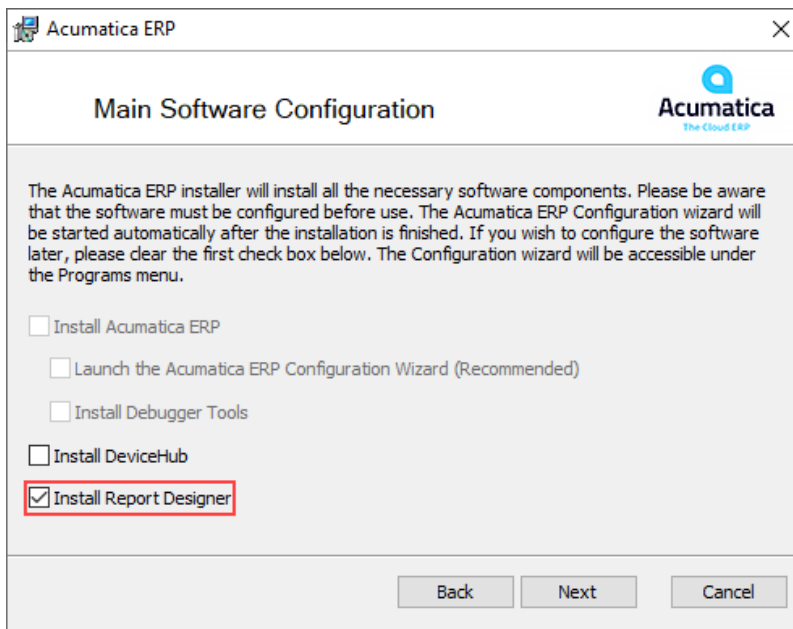 Acumatica ERP
Main Software Configuration
Acumatica
The Cloud ERP
The Acumatica ERP installer will install all the necessary software components. Please be aware
that the software must be configured before use. The Acumatica ERP Configuration wizard will
be started automatically after the installation is finished. If you wish to configure the software
later, please clear the first check box below. The Configuration wizard will be accessible under
the Programs menu.
Install Acumatica ERP
Launch the Acumatica ERP Configuration Wizard (Recommended)
Install Debugger Tools
Install DeviceHub
Install Report Designer
Back Next Cancel